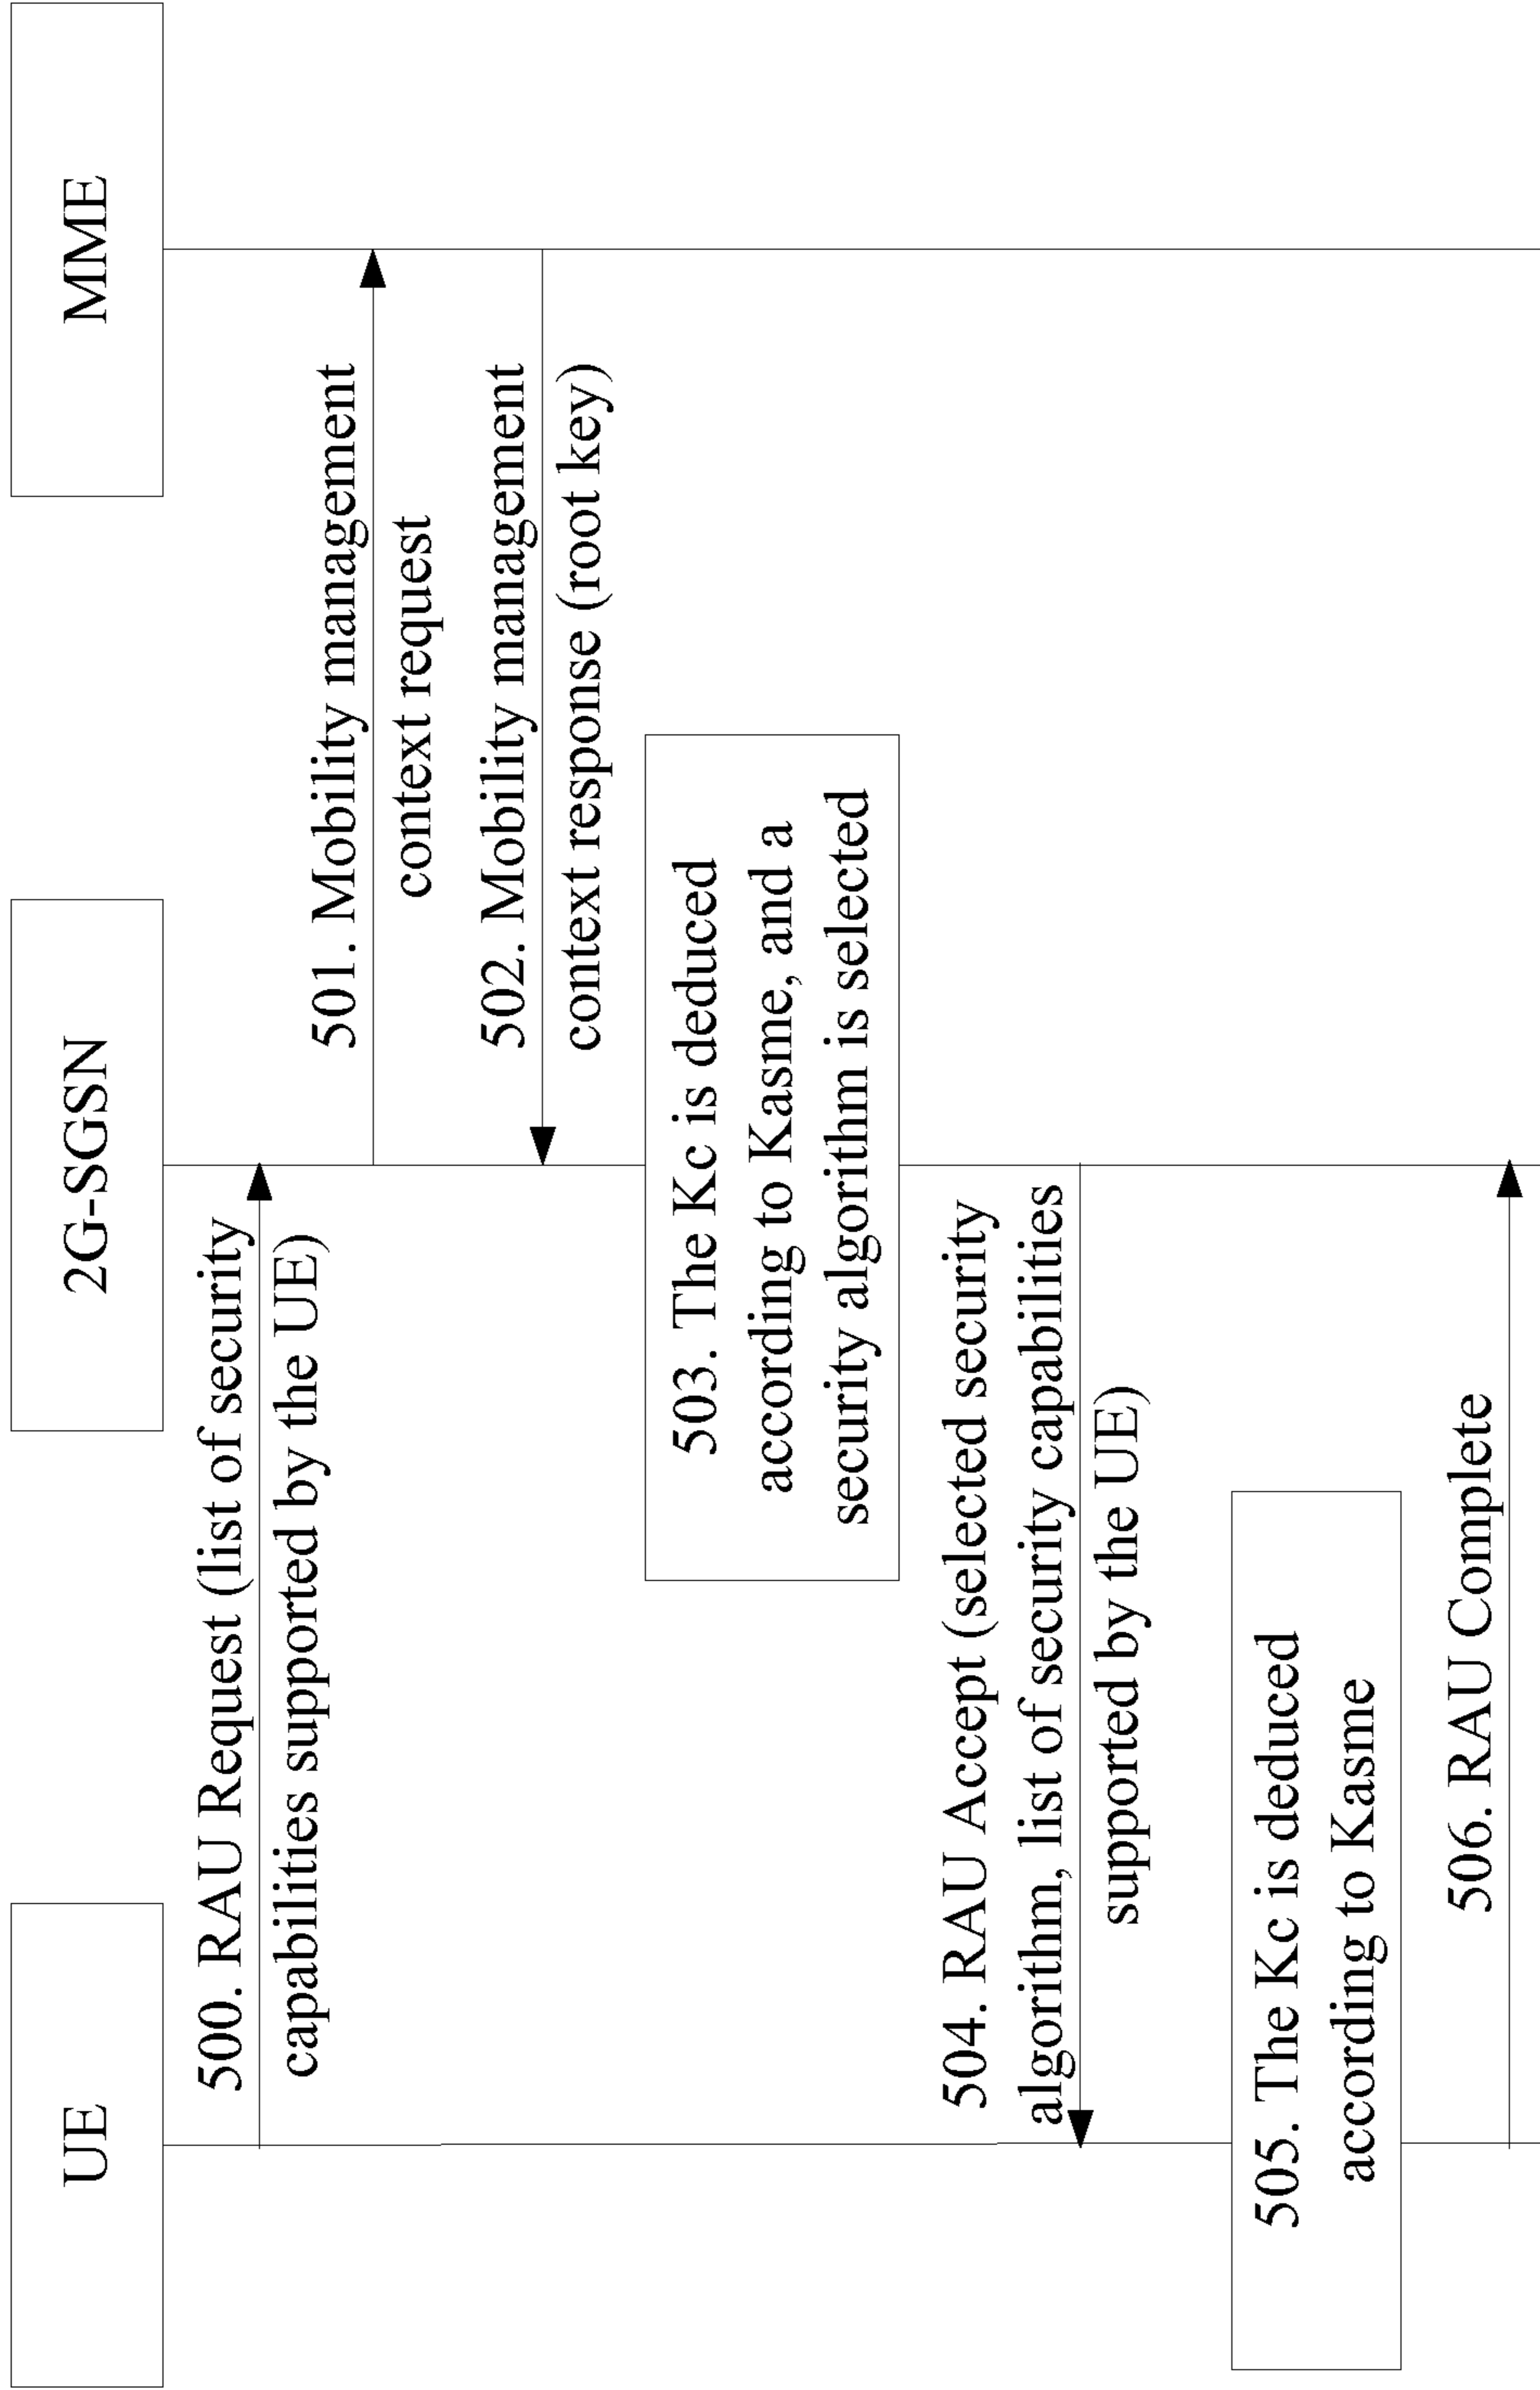 UE
2G-SGSN
MME
500. RAU Request (list of security
capabilities supported by the UE)
501. Mobility management
context request
502. Mobility management
context response (root key)
503. The Kc is deduced
according to Kasme, and a
security algorithm is selected
504. RAU Accept (selected security
algorithm, list of security capabilities
supported by the UE)
505. The Kc is deduced
according to Kasme
506. RAU Complete